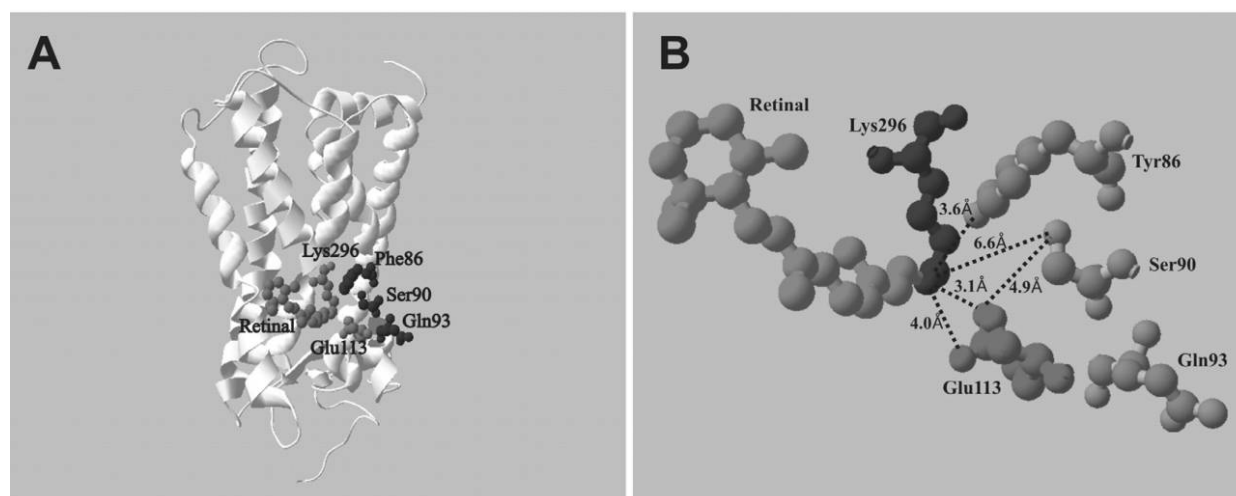 A
Lys296
Phe86
Ser90
Retinal
Gln93
Glu113
B
Retinal
Lys296
Tyr86
3.6Å
6.6Å
Ser90
3.1Å
4.9Å
4.0Å
Gln93
Glu113